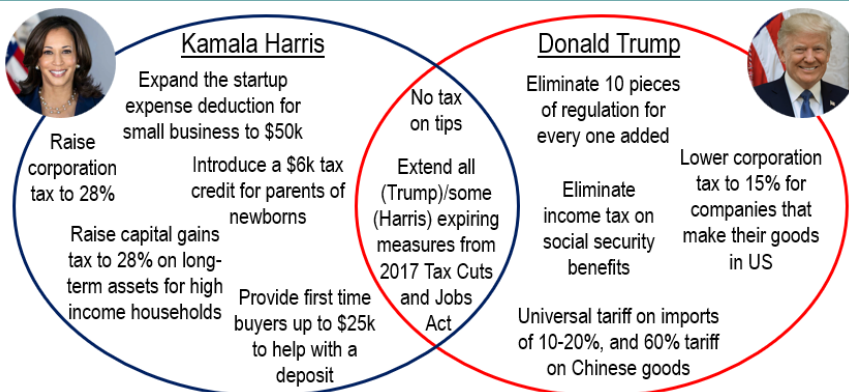 Kamala Harris
Expand the startup
expense deduction for
small business to $50k
Raise
corporation
tax to 28%
Introduce a $6k tax
credit for parents of
newborns
Raise capital gains
tax to 28% on long-
term assets for high
income households
Provide first time
buyers up to $25k
to help with a
deposit
No tax
on tips
Extend all
(Trump)/some
(Harris) expiring
measures from
2017 Tax Cuts
and Jobs
Act
Donald Trump
Eliminate 10 pieces
of regulation for
every one added
Lower corporation
tax to 15% for
companies that
make their goods
in US
Eliminate
income tax on
social security
benefits
Universal tariff on imports
of 10-20%, and 60% tariff
on Chinese goods